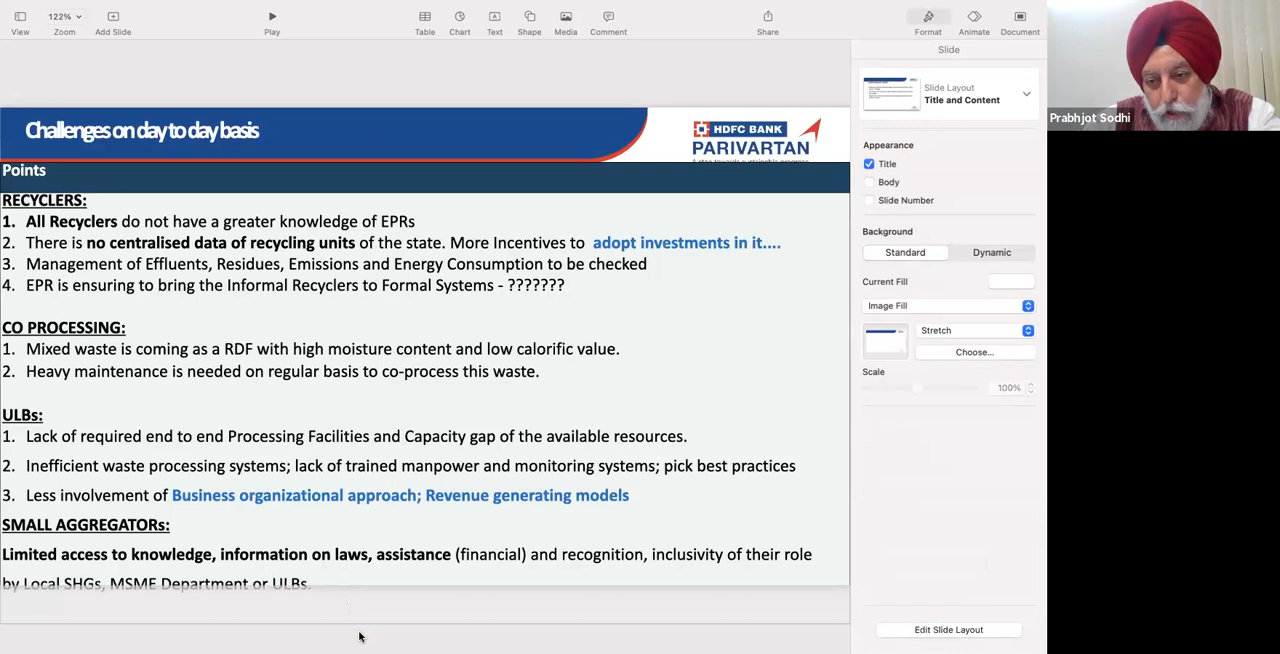 122%
View
Zoom
Add Slide
Play
Table
Chart
Text
Shape
Media
Comment
Share
Format
Animate
Document
Slide
Slide Layout
Title and Content
Appearance
Title
Body
Slide Number
Background
Standard
Dynamic
Current Fill
Image Fill
Stretch
Choose...
Scale
100%
Edit Slide Layout
Prabhjot Sodhi
Challenges on day to day basis
HDFC BANK
PARIVARTAN
Points
RECYCLERS:
1. All Recyclers do not have a greater knowledge of EPRs
2. There is no centralised data of recycling units of the state. More Incentives to adopt investments in it....
3. Management of Effluents, Residues, Emissions and Energy Consumption to be checked
4. EPR is ensuring to bring the Informal Recyclers to Formal Systems - ???????
CO PROCESSING:
1. Mixed waste is coming as a RDF with high moisture content and low calorific value.
2. Heavy maintenance is needed on regular basis to co-process this waste.
ULBs:
1. Lack of required end to end Processing Facilities and Capacity gap of the available resources.
2. Inefficient waste processing systems; lack of trained manpower and monitoring systems; pick best practices
3. Less involvement of Business organizational approach; Revenue generating models
SMALL AGGREGATORs:
Limited access to knowledge, information on laws, assistance (financial) and recognition, inclusivity of their role
by Local SHGs, MSME Department or ULBs.